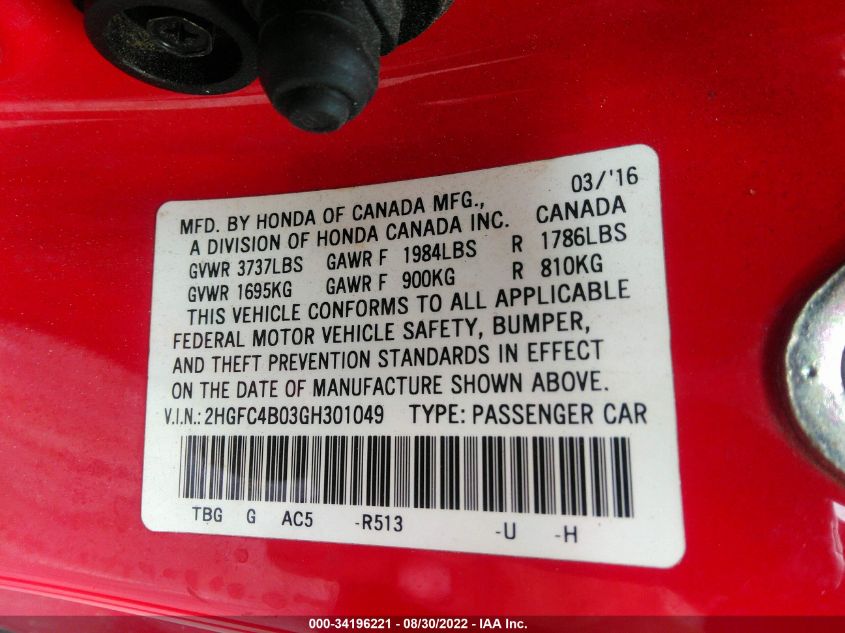 03/'16
MFD. BY HONDA OF CANADA MFG.,
A DIVISION OF HONDA CANADA INC. CANADA
GVWR 3737LBS GAWR F 1984LBS R 1786LBS
GVWR 1695KG GAWR F 900KG R 810KG
THIS VEHICLE CONFORMS TO ALL APPLICABLE
FEDERAL MOTOR VEHICLE SAFETY, BUMPER,
AND THEFT PREVENTION STANDARDS IN EFFECT
ON THE DATE OF MANUFACTURE SHOWN ABOVE.
V.I.N.: 2HGFC4B03GH301049 TYPE: PASSENGER CAR
TBG G AC5 -R513 -U -H
000-34196221 - 08/30/2022 - IAA Inc.